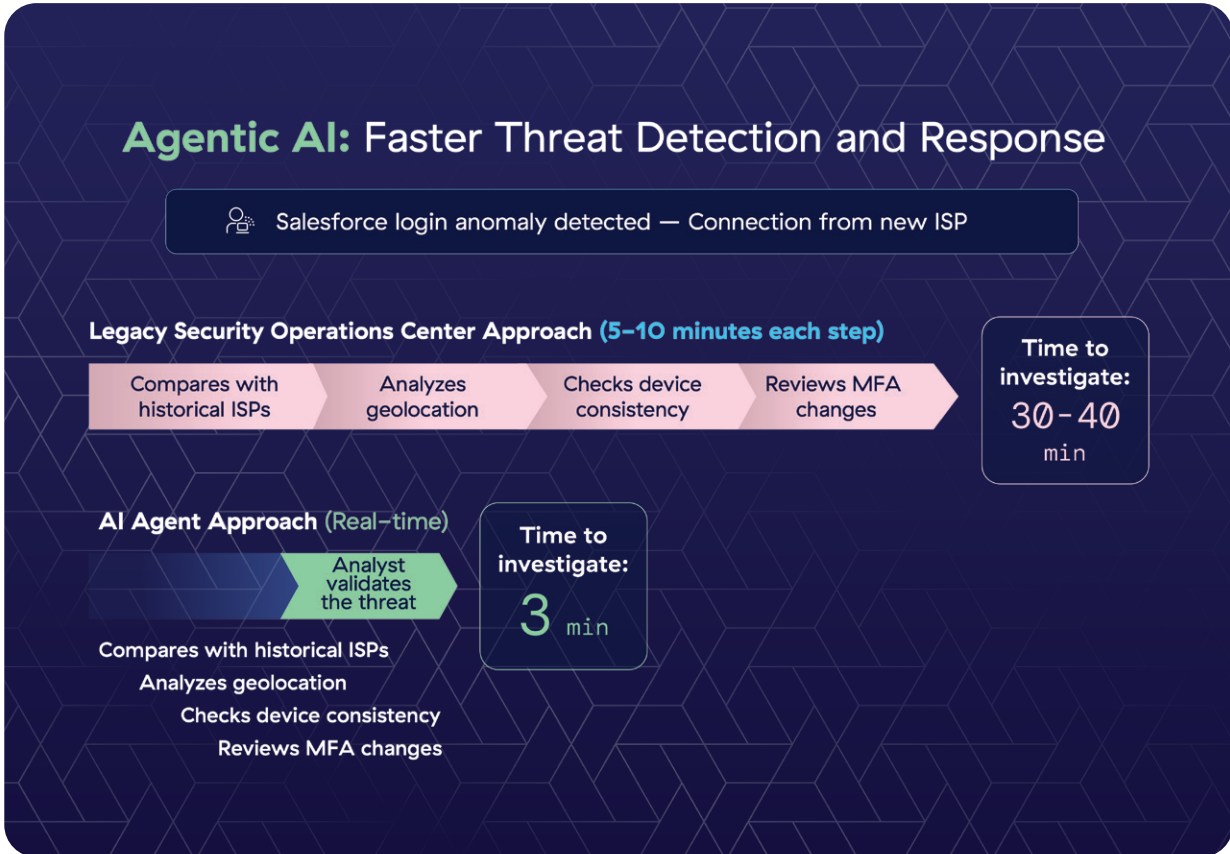 Agentic AI: Faster Threat Detection and Response
Salesforce login anomaly detected — Connection from new ISP
Legacy Security Operations Center Approach (5–10 minutes each step)
Compares with
historical ISPs
Analyzes
geolocation
Checks device
consistency
Reviews MFA
changes
Time to
investigate:
30-40
min
AI Agent Approach (Real-time)
Analyst
validates
the threat
Time to
investigate:
3 min
Compares with historical ISPs
Analyzes geolocation
Checks device consistency
Reviews MFA changes